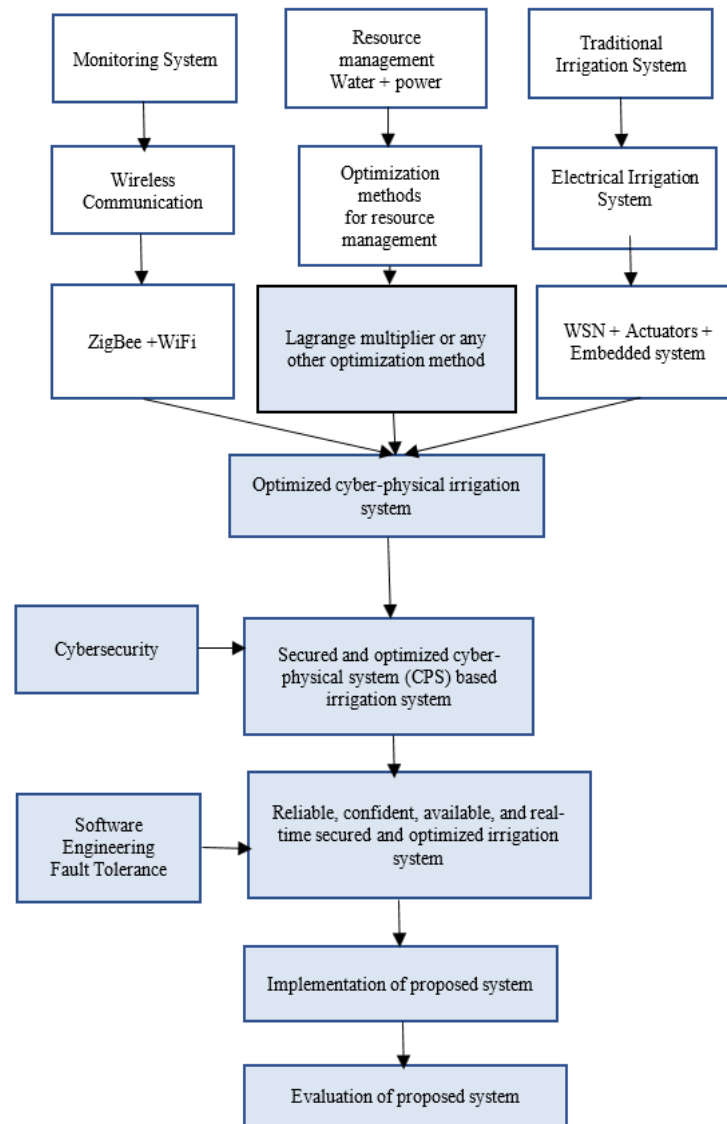 Monitoring System
Resource
management
Water + power
Traditional
Irrigation System
Wireless
Communication
Optimization
methods
for resource
management
Electrical Irrigation
System
ZigBee +WiFi
Lagrange multiplier or any
other optimization method
WSN + Actuators +
Embedded system
Optimized cyber-physical irrigation
system
Cybersecurity
Secured and optimized cyber-
physical system (CPS) based
irrigation system
Software
Engineering
Fault Tolerance
Reliable, confident, available, and real-
time secured and optimized irrigation
system
Implementation of proposed system
Evaluation of proposed system